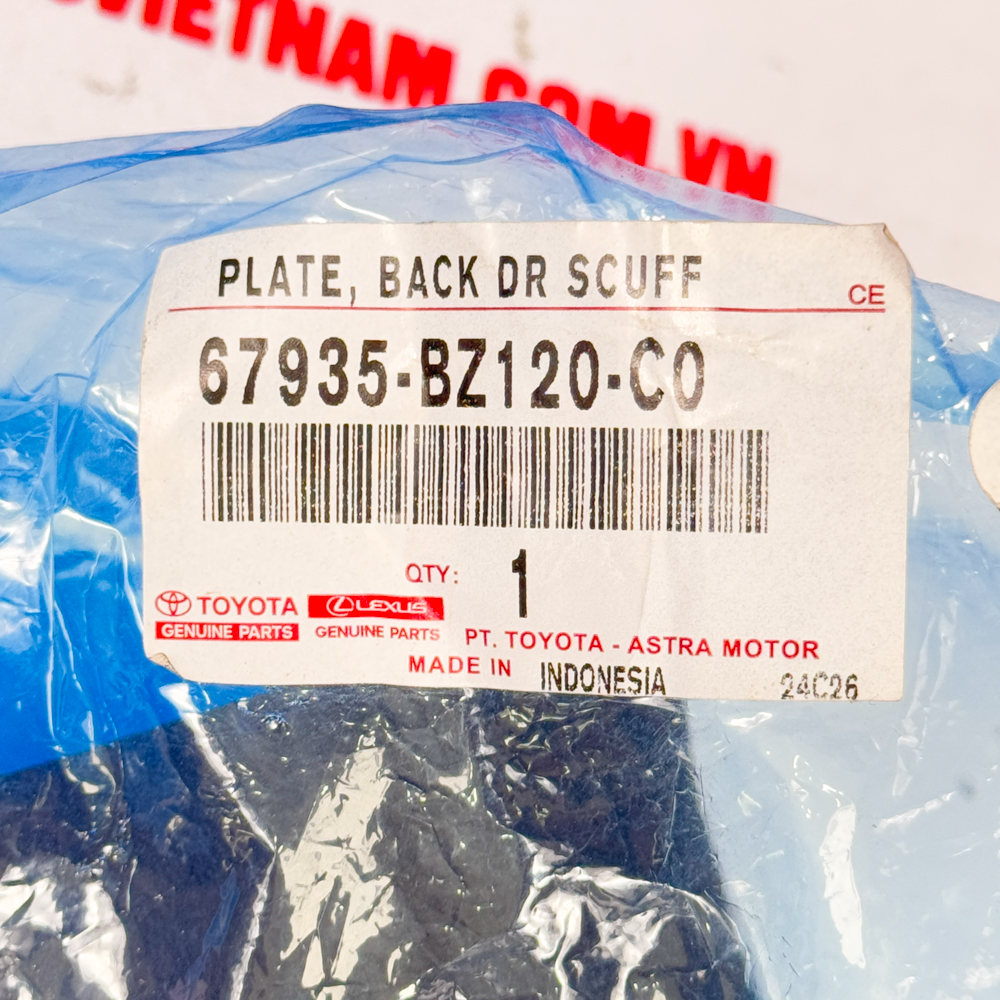 VIETNAM.COM.VN
PLATE, BACK DR SCUFF
CE
67935-BZ120-C0
QTY: 1
TOYOTA
GENUINE PARTS
LEXUS
GENUINE PARTS
PT. TOYOTA - ASTRA MOTOR
MADE IN INDONESIA
24C26